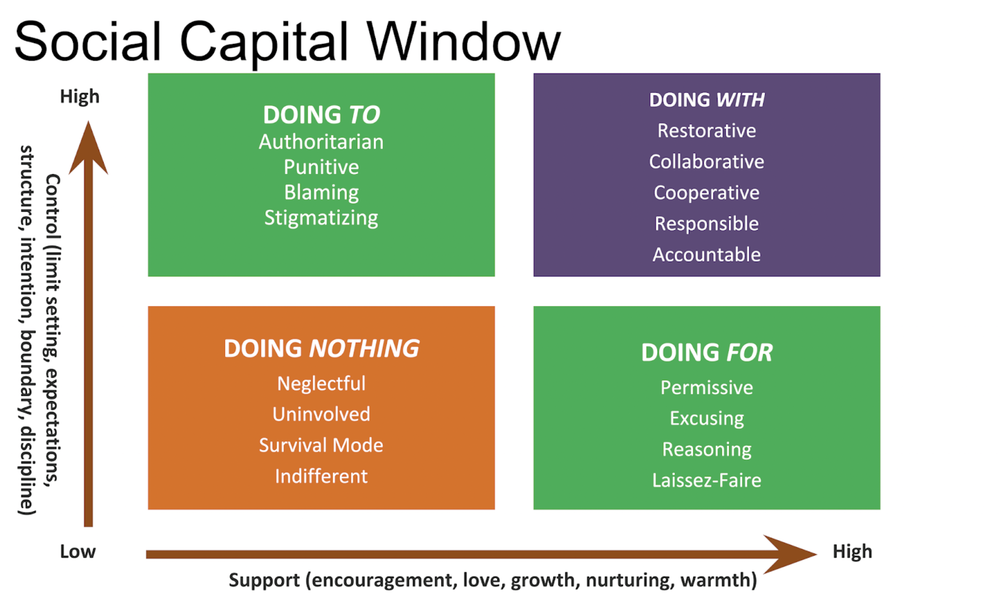 Social Capital Window
High
Control (limit setting, expectations,
structure, intention, boundary, discipline)
DOING TO
Authoritarian
Punitive
Blaming
Stigmatizing
DOING WITH
Restorative
Collaborative
Cooperative
Responsible
Accountable
DOING NOTHING
Neglectful
Uninvolved
Survival Mode
Indifferent
DOING FOR
Permissive
Excusing
Reasoning
Laissez-Faire
Low
High
Support (encouragement, love, growth, nurturing, warmth)